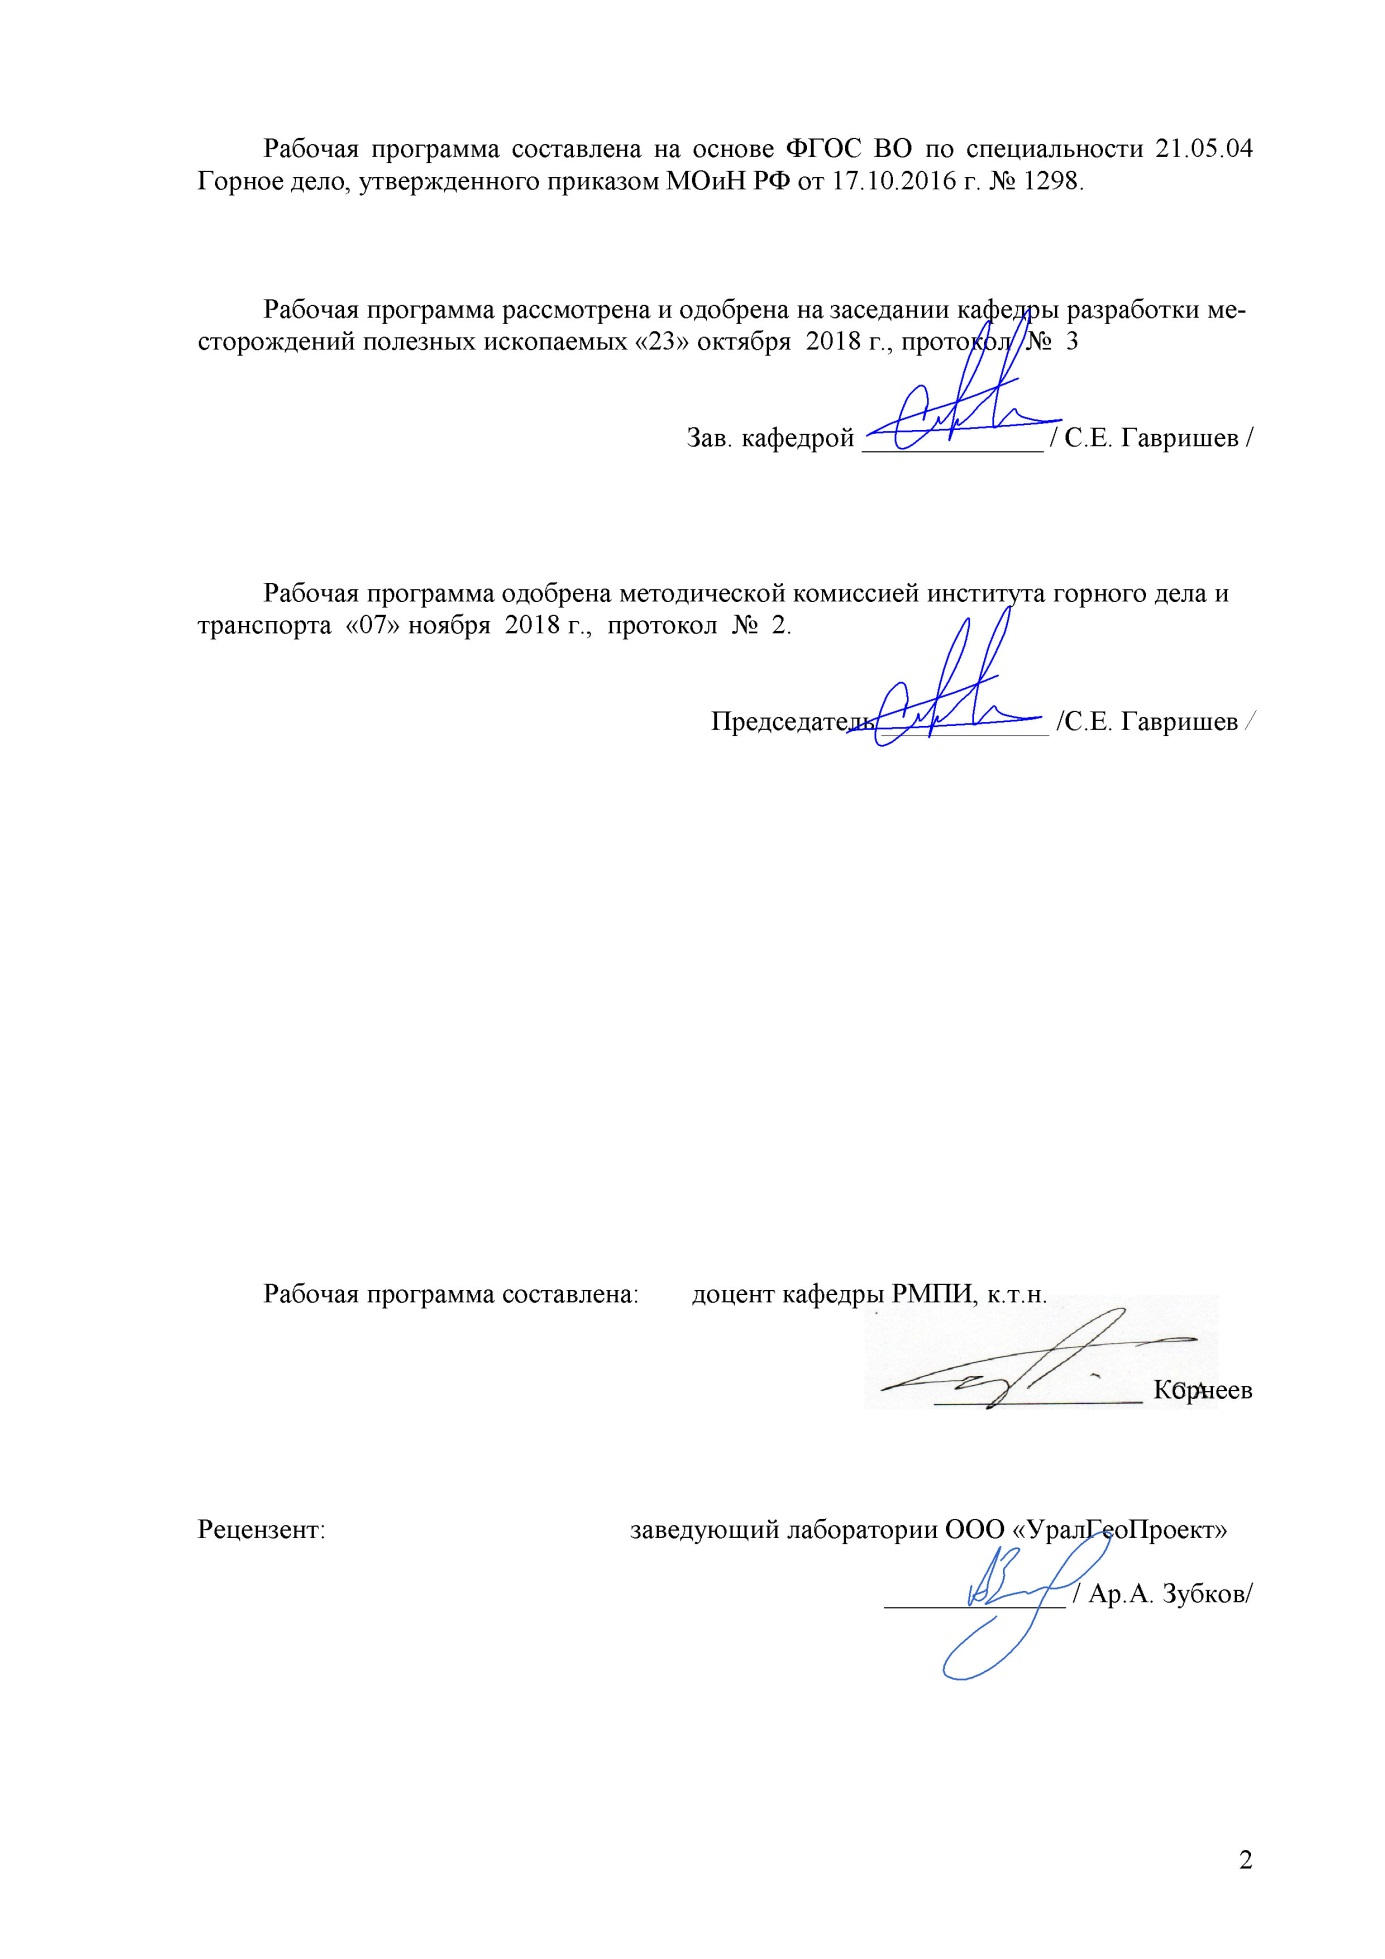 Рабочая программа составлена на основе ФГОС ВО по специальности 21.05.04
Горное дело, утвержденного приказом МОиН РФ от 17.10.2016 г. № 1298.
Рабочая программа рассмотрена и одобрена на заседании кафедры разработки ме-
сторождений полезных ископаемых «23» октября 2018 г., протокол № 3
Зав. кафедрой _____________ / С.Е. Гавришев /
Рабочая программа одобрена методической комиссией института горного дела и
транспорта «07» ноября 2018 г., протокол № 2.
Председатель ____________ /С.Е. Гавришев /
Рабочая программа составлена: доцент кафедры РМПИ, к.т.н.
_______________ Корнеев
Рецензент: заведующий лаборатории ООО «УралГеоПроект»
_____________ / Ар.А. Зубков/
2